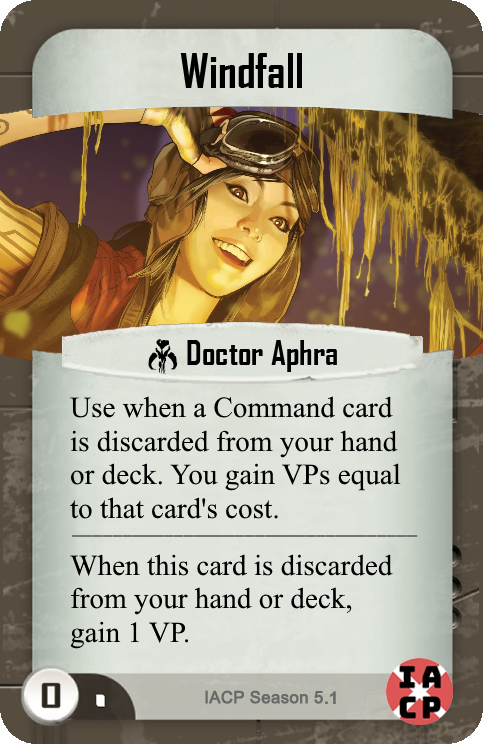 Windfall
Doctor Aphra
Use when a Command card
is discarded from your hand
or deck. You gain VPs equal
to that card's cost.
When this card is discarded
from your hand or deck,
gain 1 VP.
0
IACP Season 5.1
IA
CP